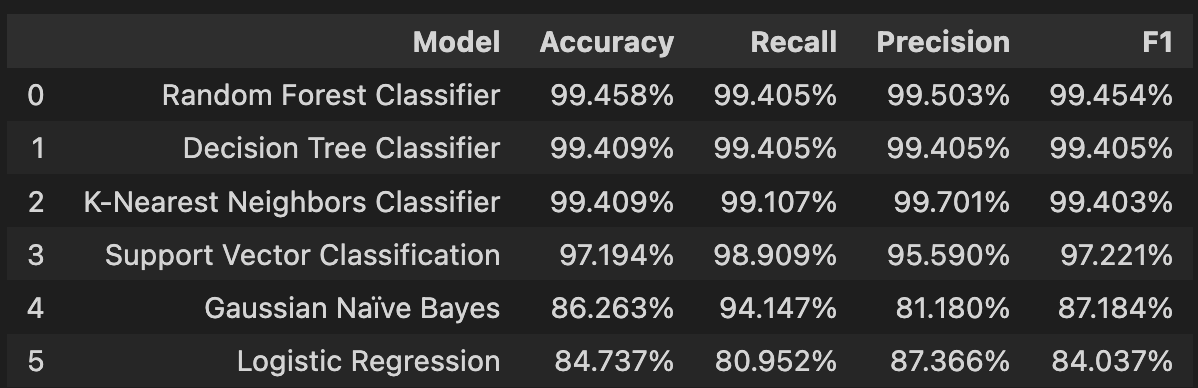 Model Accuracy Recall Precision F1
0 Random Forest Classifier 99.458% 99.405% 99.503% 99.454%
1 Decision Tree Classifier 99.409% 99.405% 99.405% 99.405%
2 K-Nearest Neighbors Classifier 99.409% 99.107% 99.701% 99.403%
3 Support Vector Classification 97.194% 98.909% 95.590% 97.221%
4 Gaussian Naïve Bayes 86.263% 94.147% 81.180% 87.184%
5 Logistic Regression 84.737% 80.952% 87.366% 84.037%